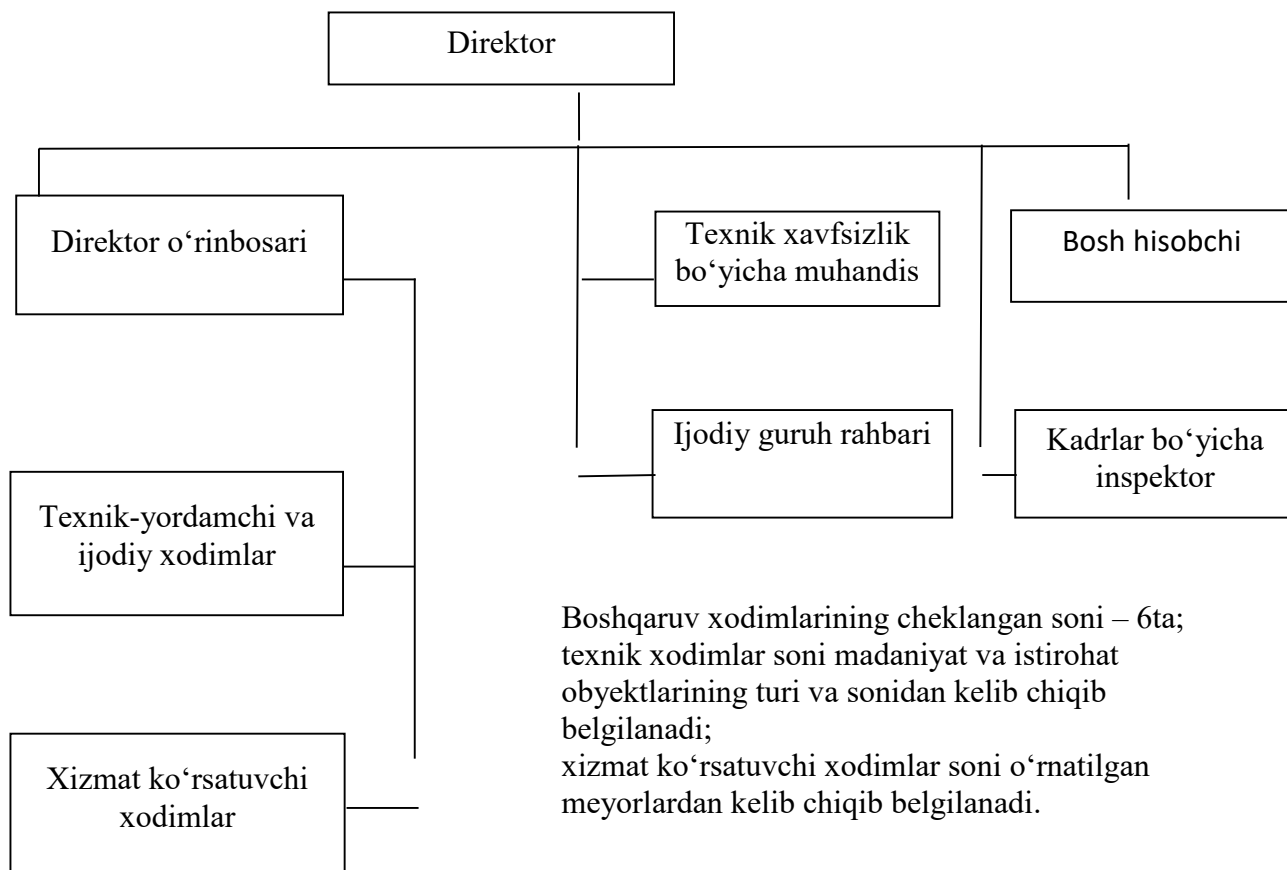 Direktor
Direktor o‘rinbosari
Texnik xavfsizlik
bo‘yicha muhandis
Bosh hisobchi
Ijodiy guruh rahbari
Kadrlar bo‘yicha
inspektor
Texnik-yordamchi va
ijodiy xodimlar
Boshqaruv xodimlarining cheklangan soni – 6ta;
texnik xodimlar soni madaniyat va istirohat
obyektlarining turi va sonidan kelib chiqib
belgilanadi;
xizmat ko‘rsatuvchi xodimlar soni o‘rnatilgan
meyorlardan kelib chiqib belgilanadi.
Xizmat ko‘rsatuvchi
xodimlar